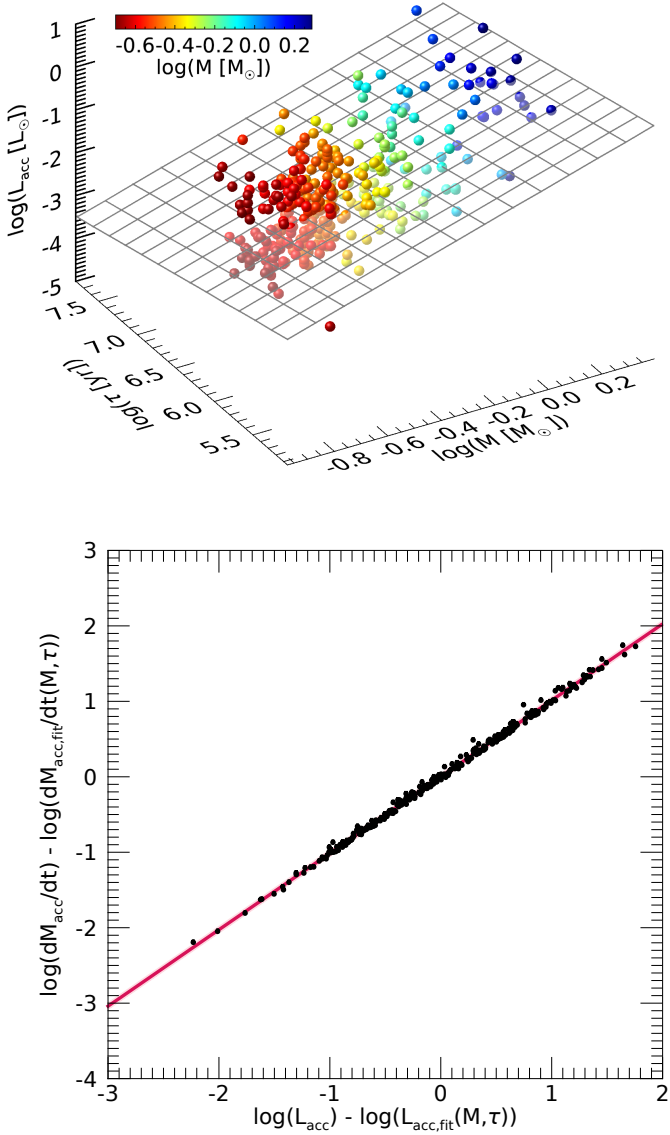 1
0
-1
-2
-3
-4
-5
log(L_acc [L_☉])
-0.6-0.4-0.2 0.0 0.2
log(M [M_☉])
7.5
7.0
6.5
6.0
5.5
log(τ [yr])
-0.8 -0.6 -0.4 -0.2 0.0 0.2
log(M [M_☉])
3
2
1
0
-1
-2
-3
-4
log(dM_acc/dt) - log(dM_acc,fit/dt(M,τ))
-3 -2 -1 0 1 2
log(L_acc) - log(L_acc,fit(M,τ))